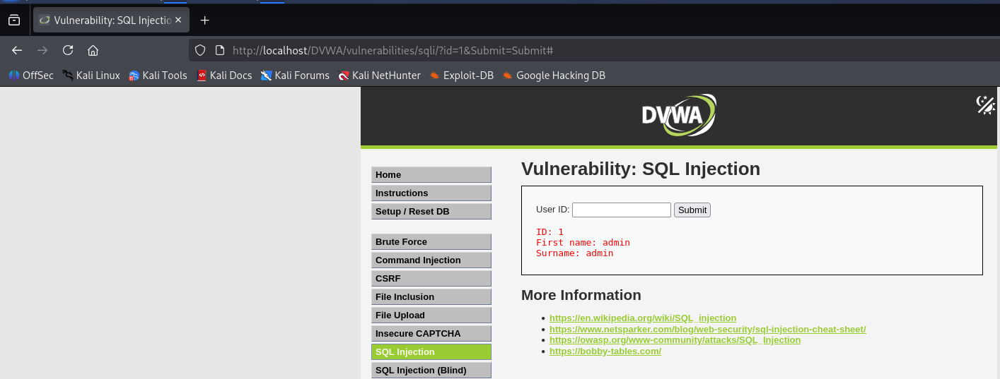 Vulnerability: SQL Injectio
http://localhost/DVWA/vulnerabilities/sqli/?id=1&Submit=Submit#
OffSec Kali Linux Kali Tools Kali Docs Kali Forums Kali NetHunter Exploit-DB Google Hacking DB
DVWA
Home
Instructions
Setup / Reset DB
Brute Force
Command Injection
CSRF
File Inclusion
File Upload
Insecure CAPTCHA
SQL Injection
SQL Injection (Blind)
Vulnerability: SQL Injection
User ID: Submit
ID: 1
First name: admin
Surname: admin
More Information
https://en.wikipedia.org/wiki/SQL_injection
https://www.netsparker.com/blog/web-security/sql-injection-cheat-sheet/
https://owasp.org/www-community/attacks/SQL_Injection
https://bobby-tables.com/